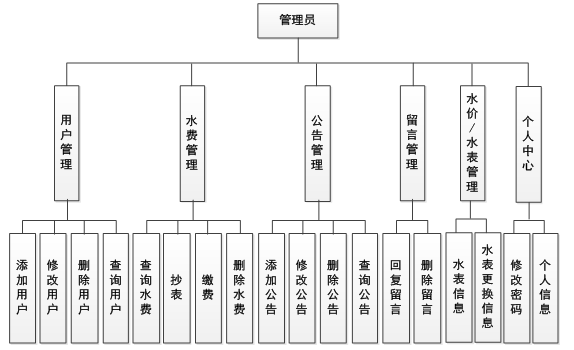 管理员
用户管理
水费管理
公告管理
留言管理
水价/水表管理
个人中心
添加用户
修改用户
删除用户
查询用户
查询水费
抄表
缴费
删除水费
添加公告
修改公告
删除公告
查询公告
回复留言
删除留言
水表信息
水表更换信息
修改密码
个人信息